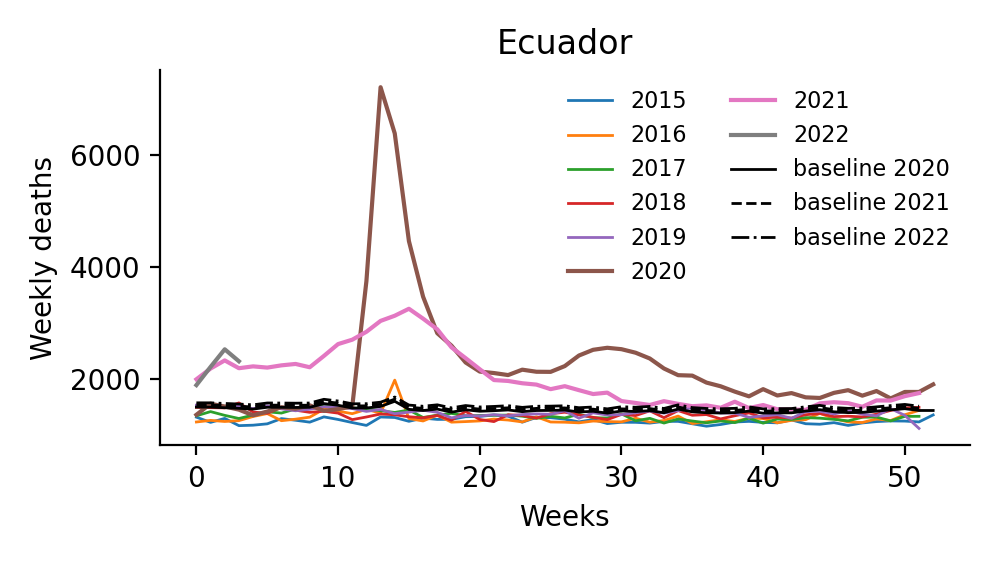 Ecuador
Weekly deaths
6000
4000
2000
0 10 20 30 40 50
Weeks
2015
2016
2017
2018
2019
2020
2021
2022
baseline 2020
baseline 2021
baseline 2022